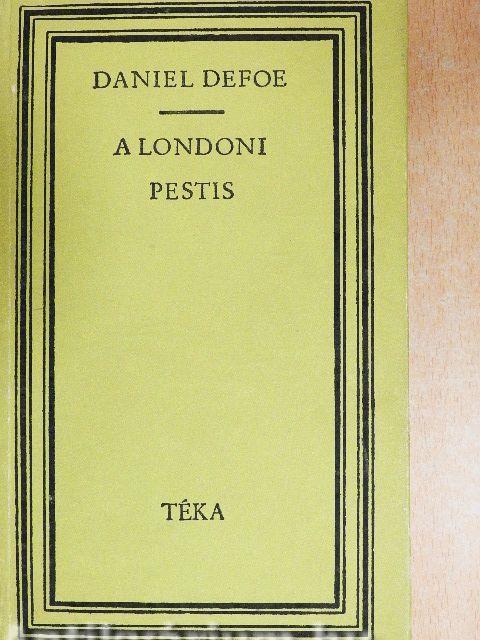 DANIEL DEFOE
A LONDONI
PESTIS
TÉKA